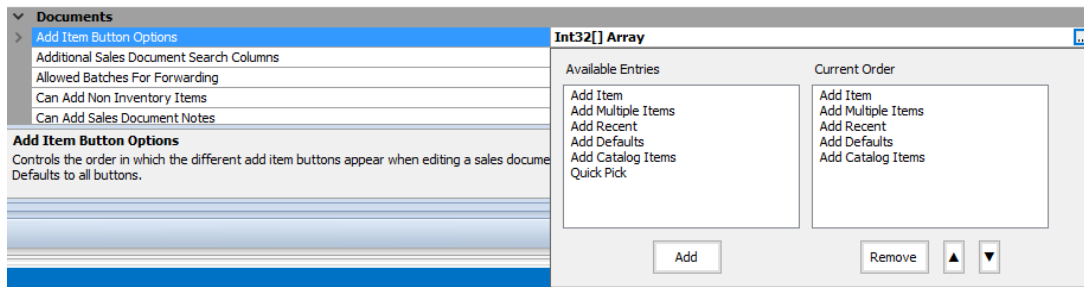 Documents
Add Item Button Options
Int32[] Array
...
Additional Sales Document Search Columns
Allowed Batches For Forwarding
Can Add Non Inventory Items
Can Add Sales Document Notes
Add Item Button Options
Controls the order in which the different add item buttons appear when editing a sales docume
Defaults to all buttons.
Available Entries
Add Item
Add Multiple Items
Add Recent
Add Defaults
Add Catalog Items
Quick Pick
Add
Current Order
Add Item
Add Multiple Items
Add Recent
Add Defaults
Add Catalog Items
Remove